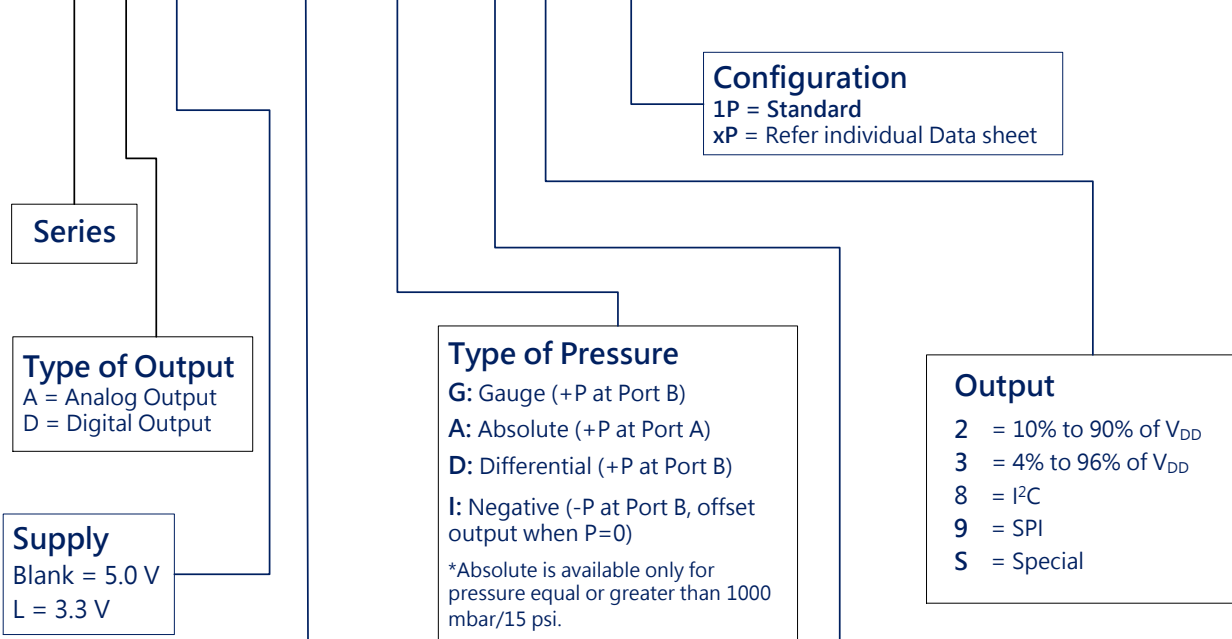 Configuration
1P = Standard
xP = Refer individual Data sheet
Series
Type of Output
A = Analog Output
D = Digital Output
Supply
Blank = 5.0 V
L = 3.3 V
Type of Pressure
G: Gauge (+P at Port B)
A: Absolute (+P at Port A)
D: Differential (+P at Port B)
I: Negative (-P at Port B, offset
output when P=0)
*Absolute is available only for
pressure equal or greater than 1000
mbar/15 psi.
Output
2 = 10% to 90% of VDD
3 = 4% to 96% of VDD
8 = I²C
9 = SPI
S = Special